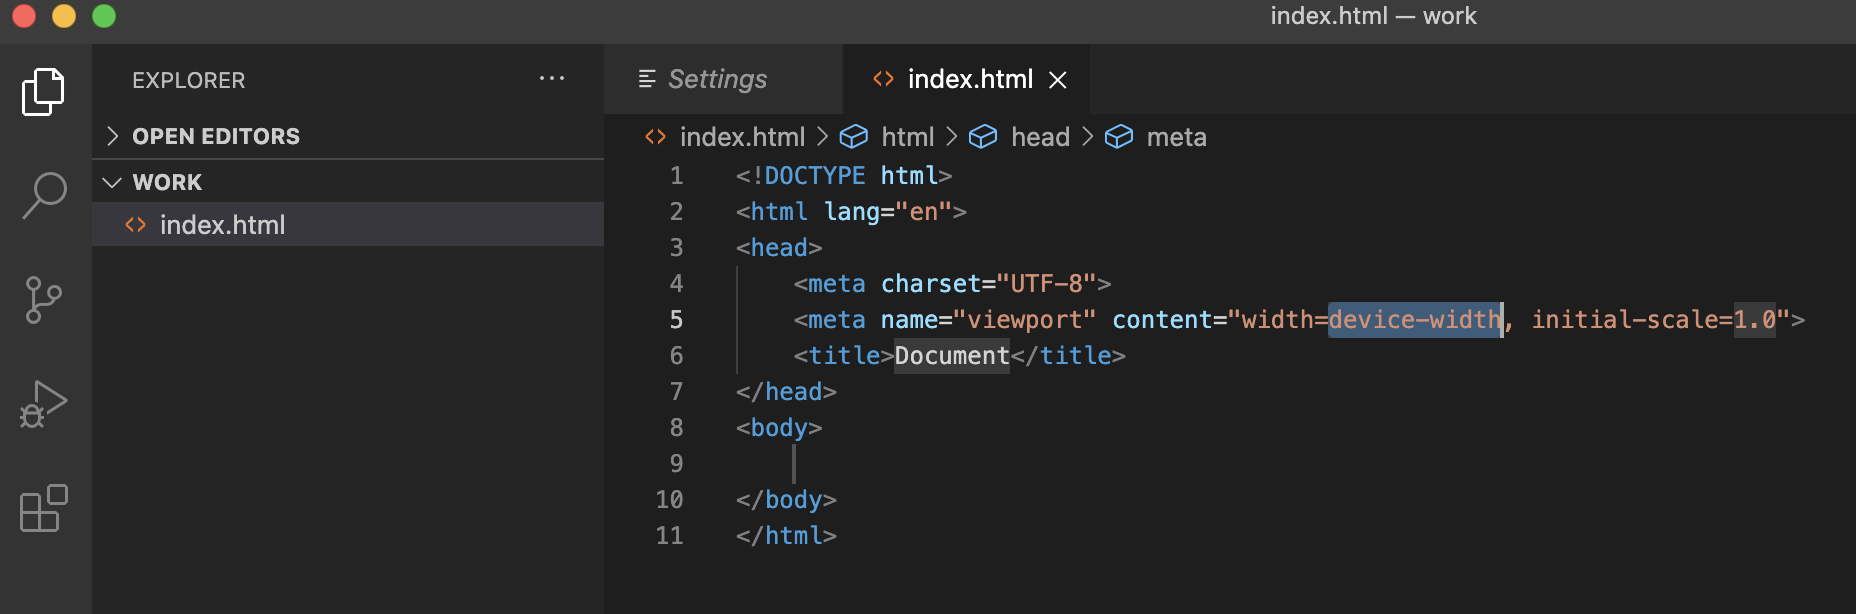 index.html — work
EXPLORER
OPEN EDITORS
WORK
index.html
Settings
index.html
index.html > html > head > meta
1 <!DOCTYPE html>
2 <html lang="en">
3 <head>
4 <meta charset="UTF-8">
5 <meta name="viewport" content="width=device-width, initial-scale=1.0">
6 <title>Document</title>
7 </head>
8 <body>
9
10 </body>
11 </html>